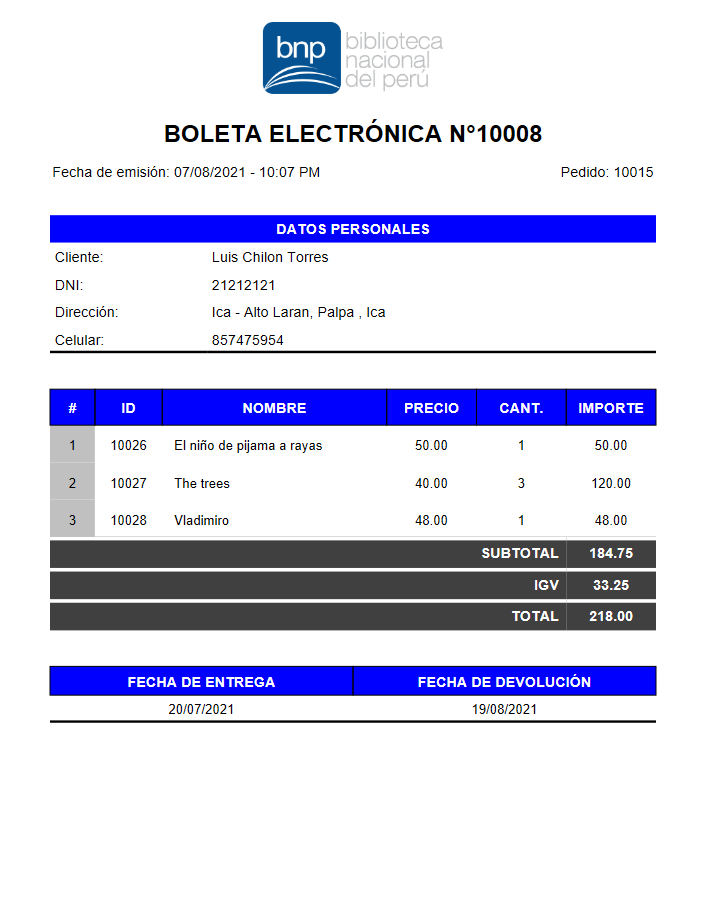 bnp biblioteca
nacional
del perú
BOLETA ELECTRÓNICA N°10008
Fecha de emisión: 07/08/2021 - 10:07 PM Pedido: 10015
DATOS PERSONALES
Cliente: Luis Chilon Torres
DNI: 21212121
Dirección: Ica - Alto Laran, Palpa , Ica
Celular: 857475954
# ID NOMBRE PRECIO CANT. IMPORTE
1 10026 El niño de pijama a rayas 50.00 1 50.00
2 10027 The trees 40.00 3 120.00
3 10028 Vladimiro 48.00 1 48.00
SUBTOTAL 184.75
IGV 33.25
TOTAL 218.00
FECHA DE ENTREGA FECHA DE DEVOLUCIÓN
20/07/2021 19/08/2021